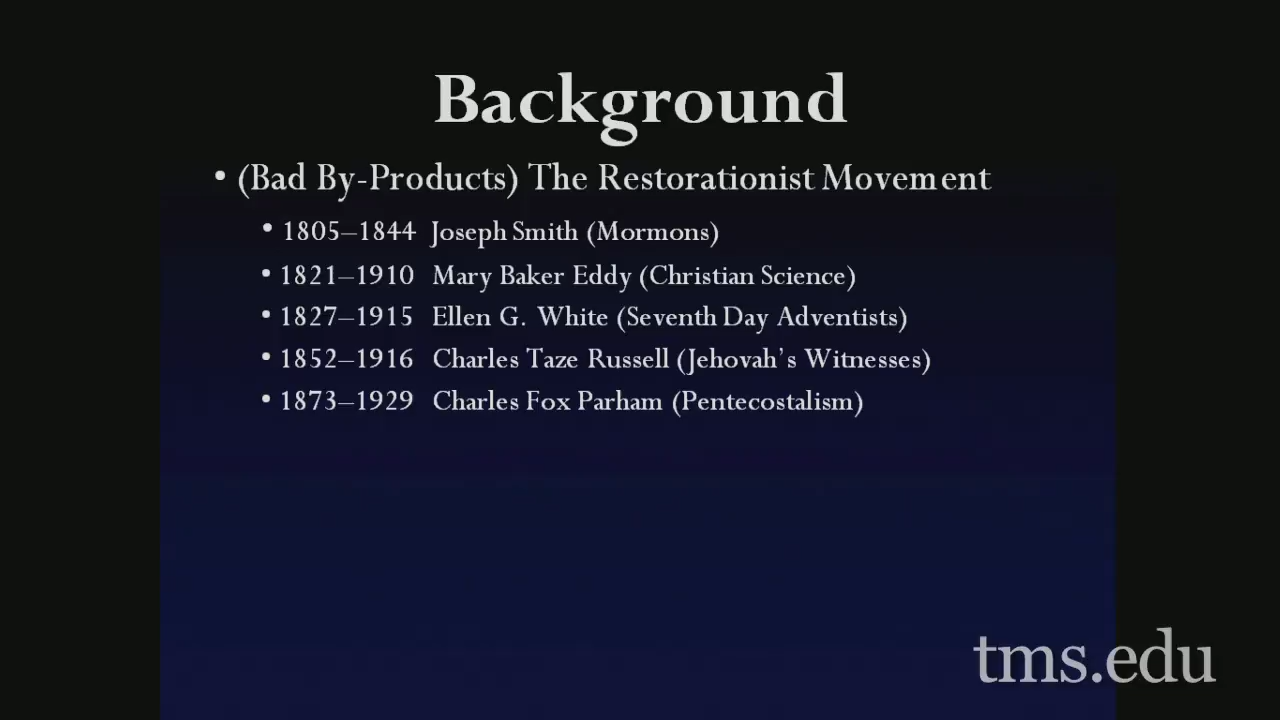 Background
• (Bad By-Products) The Restorationist Movement
• 1805–1844 Joseph Smith (Mormons)
• 1821–1910 Mary Baker Eddy (Christian Science)
• 1827–1915 Ellen G. White (Seventh Day Adventists)
• 1852–1916 Charles Taze Russell (Jehovah's Witnesses)
• 1873–1929 Charles Fox Parham (Pentecostalism)
tms.edu